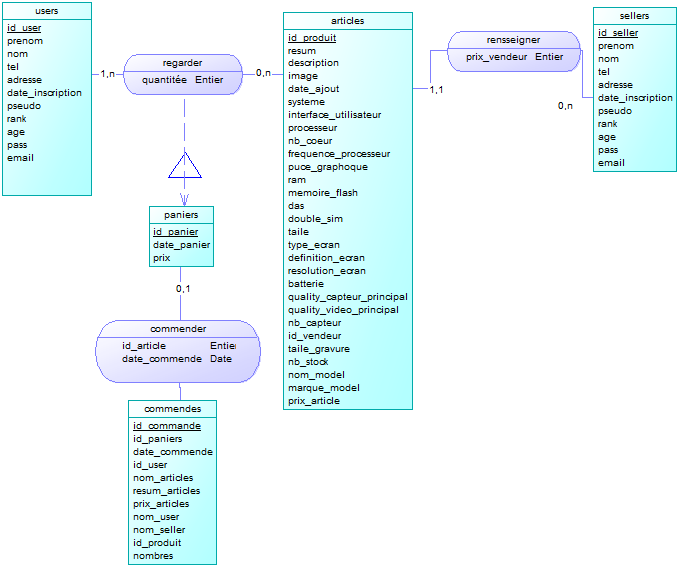 users
id_user
prenom
nom
tel
adresse
date_inscription
pseudo
rank
age
pass
email
1,n
regarder
quantitée Entier
0,n
articles
id_produit
resum
description
image
date_ajout
systeme
interface_utilisateur
processeur
nb_coeur
frequence_processeur
puce_graphoque
ram
memoire_flash
das
double_sim
taile
type_ecran
definition_ecran
resolution_ecran
batterie
quality_capteur_principal
quality_video_principal
nb_capteur
id_vendeur
taile_gravure
nb_stock
nom_model
marque_model
prix_article
1,1
rensseigner
prix_vendeur Entier
0,n
sellers
id_seller
prenom
nom
tel
adresse
date_inscription
pseudo
rank
age
pass
email
paniers
id_panier
date_panier
prix
0,1
commender
id_article Entier
date_commende Date
commendes
id_commande
id_paniers
date_commende
id_user
nom_articles
resum_articles
prix_articles
nom_user
nom_seller
id_produit
nombres